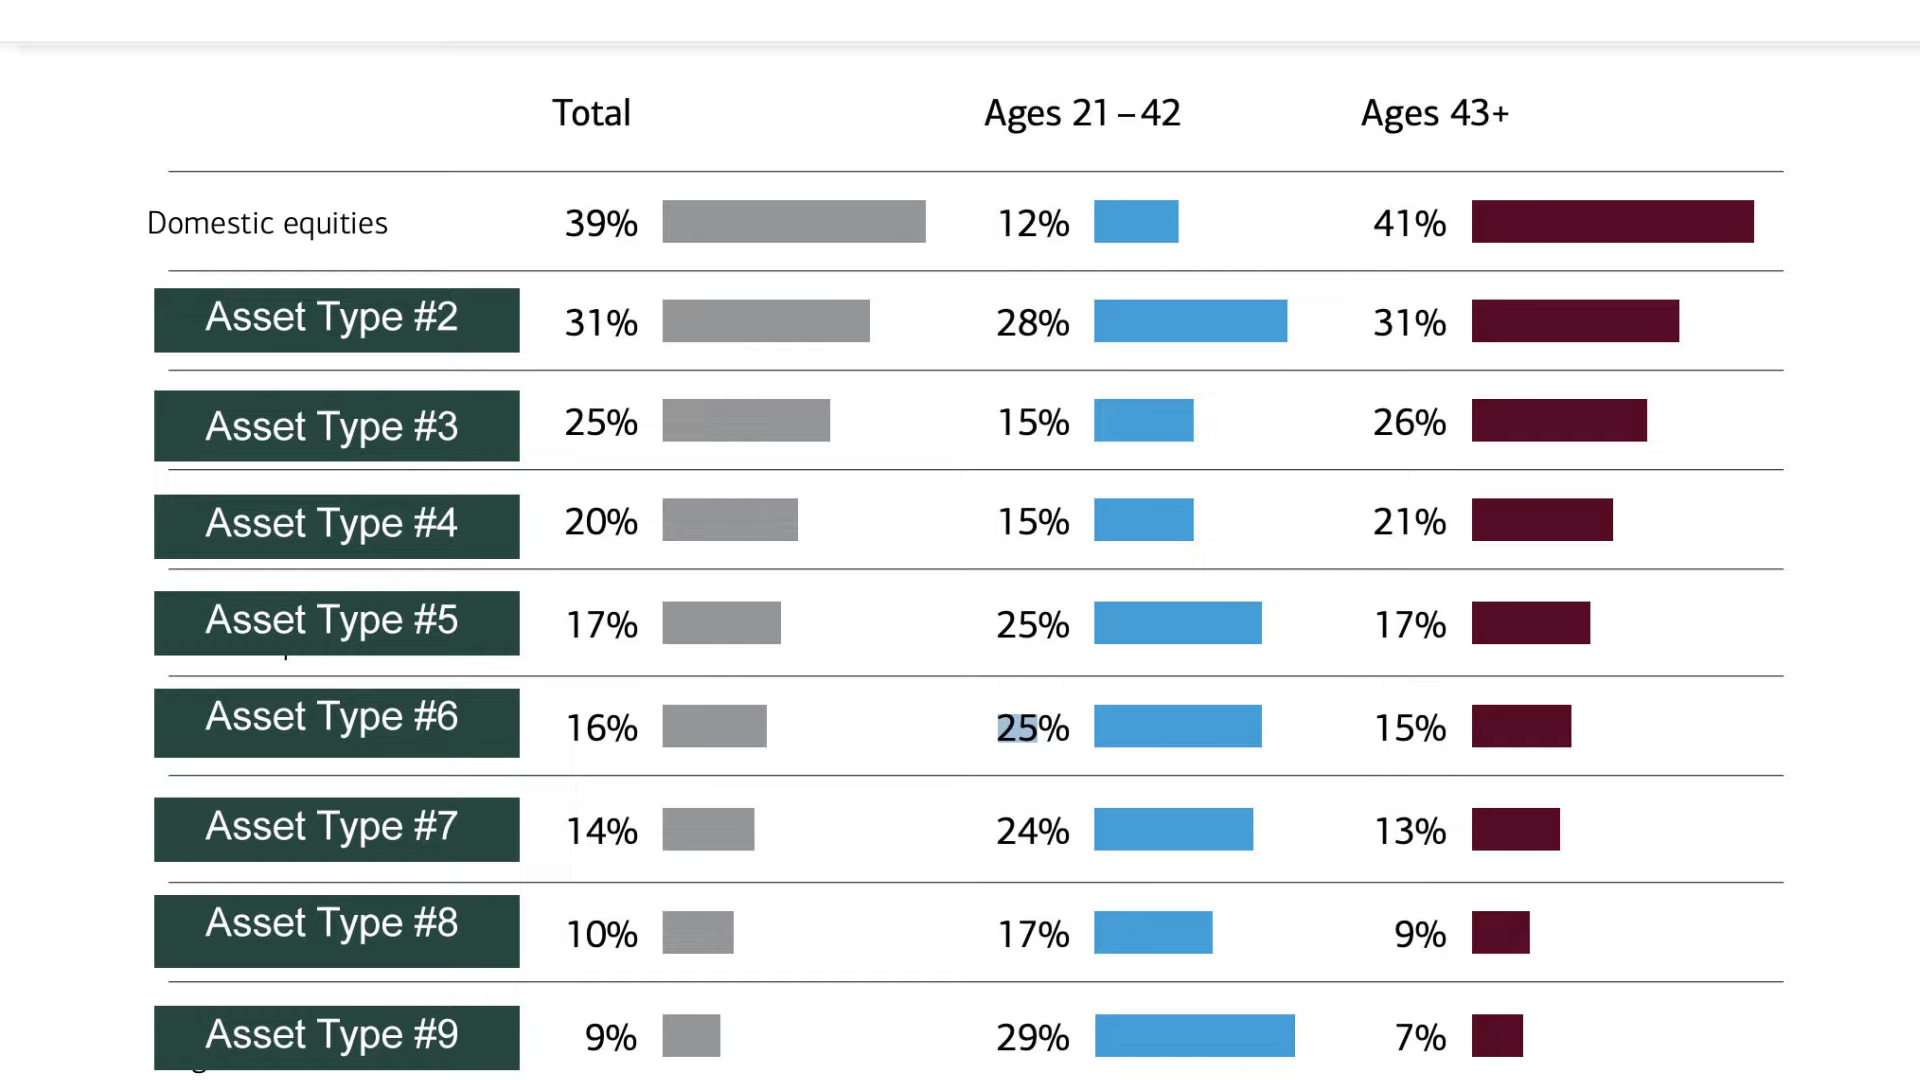 Total Ages 21 – 42 Ages 43+
Domestic equities 39% 12% 41%
Asset Type #2 31% 28% 31%
Asset Type #3 25% 15% 26%
Asset Type #4 20% 15% 21%
Asset Type #5 17% 25% 17%
Asset Type #6 16% 25% 15%
Asset Type #7 14% 24% 13%
Asset Type #8 10% 17% 9%
Asset Type #9 9% 29% 7%